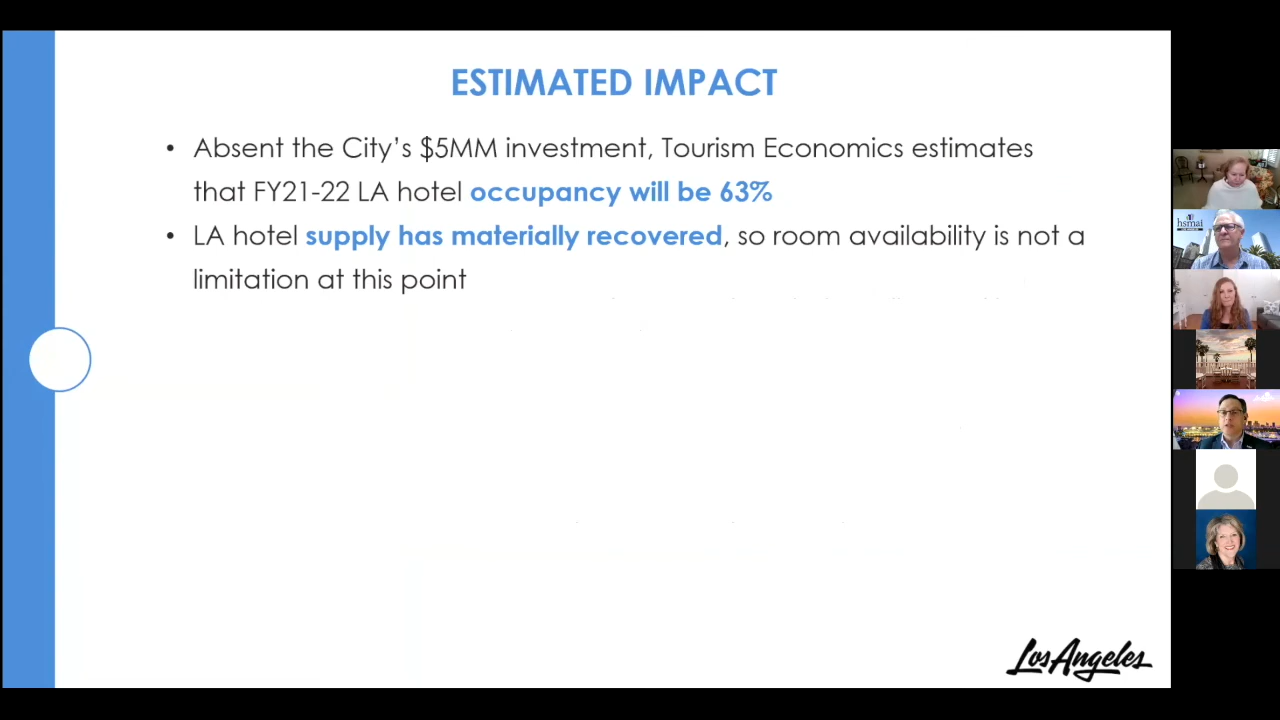 ESTIMATED IMPACT
• Absent the City’s $5MM investment, Tourism Economics estimates
that FY21-22 LA hotel occupancy will be 63%
• LA hotel supply has materially recovered, so room availability is not a
limitation at this point
hsmai
Los Angeles